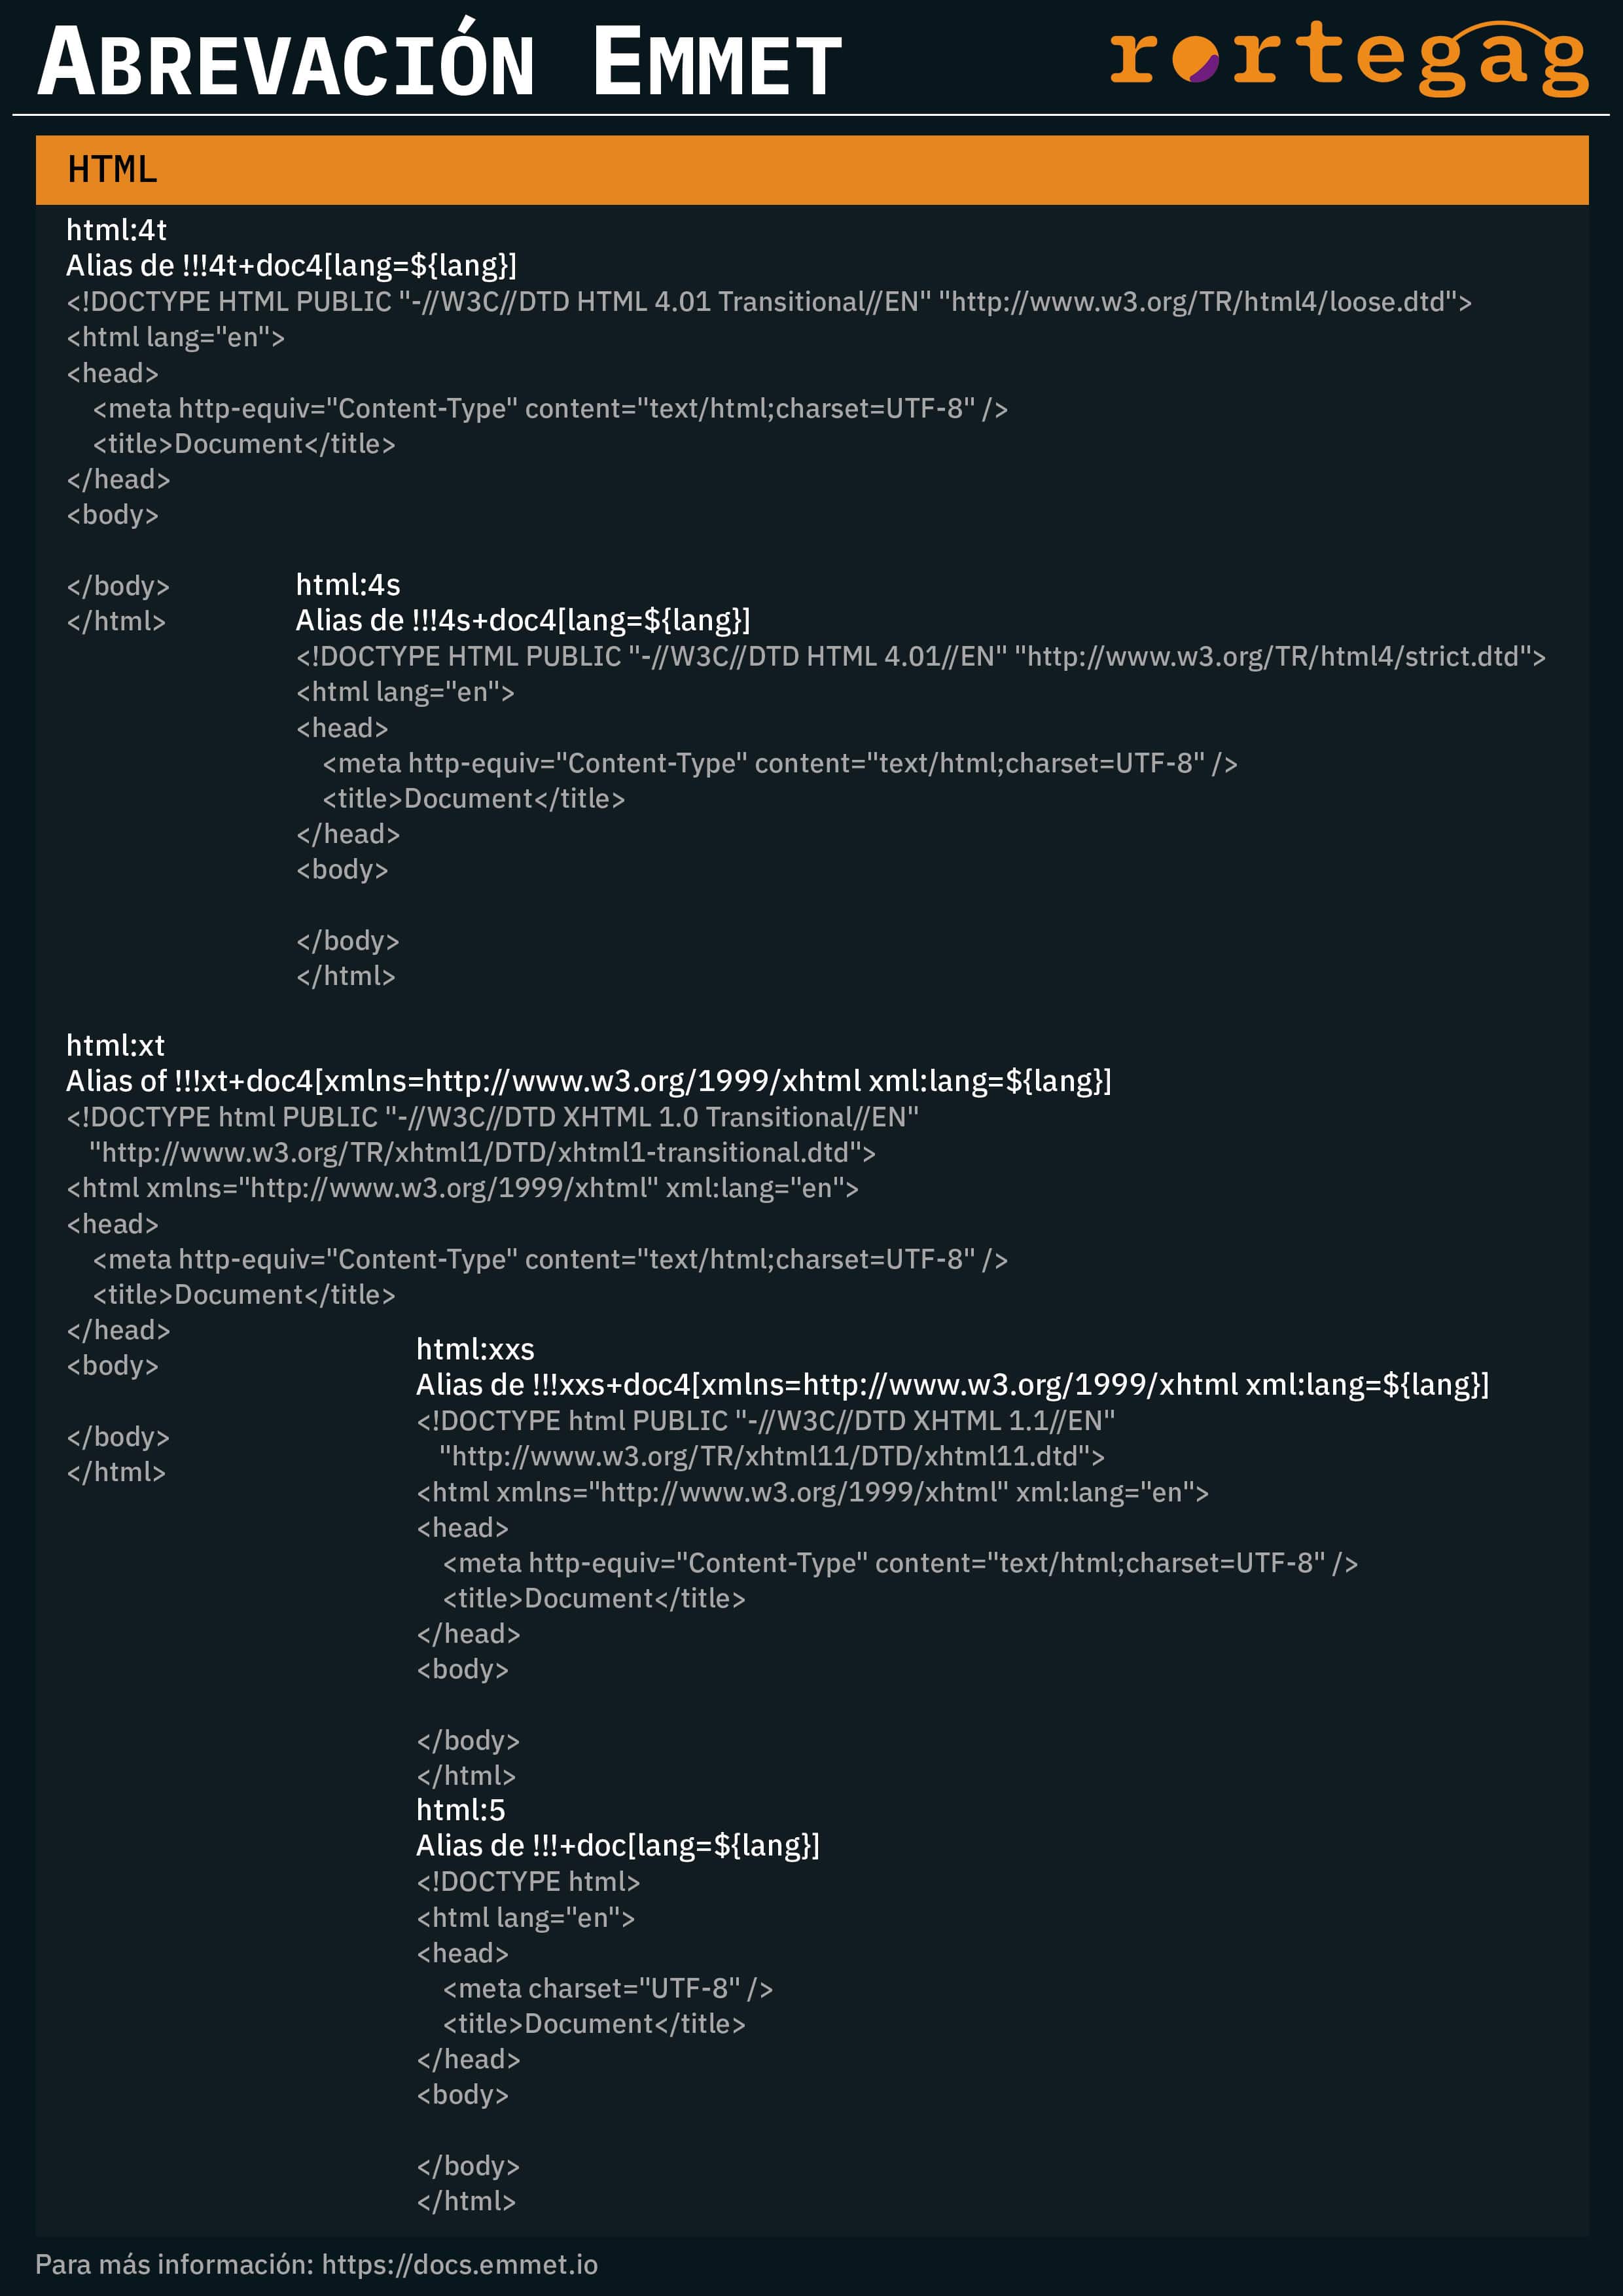 ABREVACIÓN EMMET
rortegag
HTML
html:4t
Alias de !!!4t+doc4[lang=${lang}]
<!DOCTYPE HTML PUBLIC "-//W3C//DTD HTML 4.01 Transitional//EN" "http://www.w3.org/TR/html4/loose.dtd">
<html lang="en">
<head>
<meta http-equiv="Content-Type" content="text/html;charset=UTF-8" />
<title>Document</title>
</head>
<body>
</body>
</html>
html:4s
Alias de !!!4s+doc4[lang=${lang}]
<!DOCTYPE HTML PUBLIC "-//W3C//DTD HTML 4.01//EN" "http://www.w3.org/TR/html4/strict.dtd">
<html lang="en">
<head>
<meta http-equiv="Content-Type" content="text/html;charset=UTF-8" />
<title>Document</title>
</head>
<body>
</body>
</html>
html:xt
Alias of !!!xt+doc4[xmlns=http://www.w3.org/1999/xhtml xml:lang=${lang}]
<!DOCTYPE html PUBLIC "-//W3C//DTD XHTML 1.0 Transitional//EN"
"http://www.w3.org/TR/xhtml1/DTD/xhtml1-transitional.dtd">
<html xmlns="http://www.w3.org/1999/xhtml" xml:lang="en">
<head>
<meta http-equiv="Content-Type" content="text/html;charset=UTF-8" />
<title>Document</title>
</head>
<body>
</body>
</html>
html:xxs
Alias de !!!xxs+doc4[xmlns=http://www.w3.org/1999/xhtml xml:lang=${lang}]
<!DOCTYPE html PUBLIC "-//W3C//DTD XHTML 1.1//EN"
"http://www.w3.org/TR/xhtml11/DTD/xhtml11.dtd">
<html xmlns="http://www.w3.org/1999/xhtml" xml:lang="en">
<head>
<meta http-equiv="Content-Type" content="text/html;charset=UTF-8" />
<title>Document</title>
</head>
<body>
</body>
</html>
html:5
Alias de !!!+doc[lang=${lang}]
<!DOCTYPE html>
<html lang="en">
<head>
<meta charset="UTF-8" />
<title>Document</title>
</head>
<body>
</body>
</html>
Para más información: https://docs.emmet.io